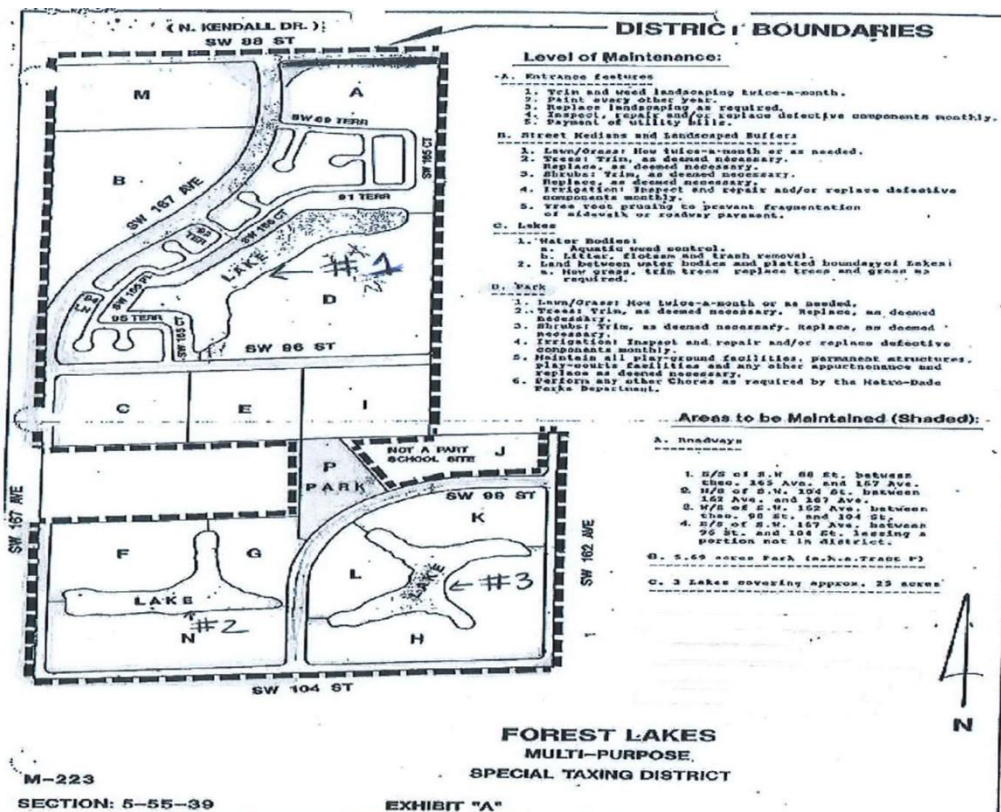 ( N. KENDALL DR. )
SW 88 ST
DISTRICT BOUNDARIES
Level of Maintenance:
A. Entrance features
1. Trim and weed landscaping twice-a-month.
2. Paint every other year.
3. Replace landscaping as required.
4. Inspect, repair and/or replace defective components monthly.
5. Payment of utility bills.
B. Street Medians and Landscaped Buffers
1. Lawn/Grass: Mow twice-a-month or as needed.
2. Trees: Trim, as deemed necessary.
Replace, as deemed necessary.
3. Shrubs: Trim, as deemed necessary.
Replace, as deemed necessary.
4. Irrigation: Inspect and repair and/or replace defective
components monthly.
5. Tree root pruning to prevent fragmentation
of sidewalk or roadway pavement.
C. Lakes
1. Water Bodies:
a. Aquatic weed control.
b. Litter, flotsam and trash removal.
2. Land between water bodies and platted boundary of Lakes:
a. Mow grass, trim trees replace trees and grass as
required.
D. Park
1. Lawn/Grass: Mow twice-a-month or as needed.
2. Trees: Trim, as deemed necessary. Replace, as deemed
necessary.
3. Shrubs: Trim, as deemed necessary. Replace, as deemed
necessary.
4. Irrigation: Inspect and repair and/or replace defective
components monthly.
5. Maintain all play-ground facilities, permanent structures,
play-courts facilities and any other appurtenance and
replace as deemed necessary.
6. Perform any other Chores as required by the Metro-Dade
Parks Department.
Areas to be Maintained (Shaded):
A. Roadways
1. S/S of S.W. 88 St. between
theo. 165 Ave. and 167 Ave.
2. N/S of S.W. 104 St. between
162 Ave. and 167 Ave.
3. W/S of S.W. 162 Ave. between
theo. 98 St. and 104 St.
4. E/S of S.W. 167 Ave. between
96 St. and 104 St. lessing a
portion not in district.
B. 5.69 acres Park (a.k.a. Tract P)
C. 3 Lakes covering approx. 25 acres
M
A
SW 89 TERR
SW 165 CT
B
SW 167 AVE
91 TERR
SW 166 CT
LAKE
#1
D
SW 166 PL
94 LN
95 TERR
SW 165 CT
SW 96 ST
C
E
I
NOT A PART
SCHOOL SITE
J
P
PARK
SW 99 ST
SW 167 AVE
K
SW 162 AVE
F
G
L
LAKE
#3
LAKE
N
#2
H
SW 104 ST
N
FOREST LAKES
MULTI-PURPOSE
SPECIAL TAXING DISTRICT
M-223
SECTION: 5-55-39
EXHIBIT "A"